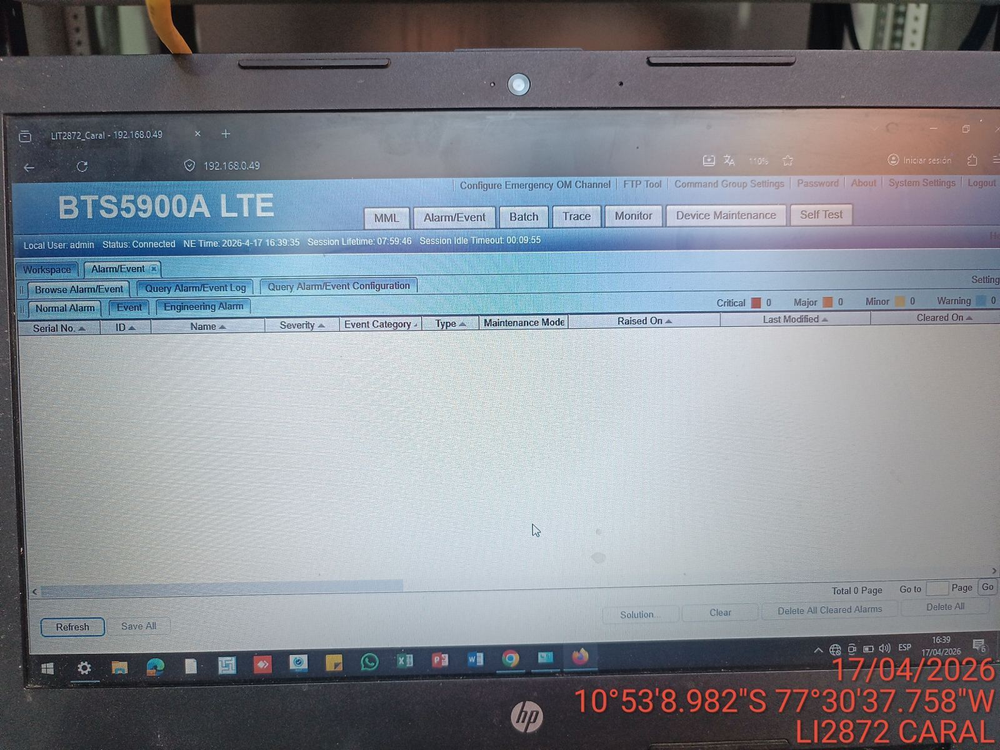 LIT2872_Caral - 192.168.0.49
192.168.0.49
110%
Iniciar sesión
Configure Emergency OM Channel FTP Tool Command Group Settings Password About System Settings Logout
BTS5900A LTE
MML Alarm/Event Batch Trace Monitor Device Maintenance Self Test
Local User: admin Status: Connected NE Time: 2026-4-17 16:39:35 Session Lifetime: 07:59:46 Session Idle Timeout: 00:09:55
Workspace Alarm/Event
Browse Alarm/Event Query Alarm/Event Log Query Alarm/Event Configuration Setting
Normal Alarm Event Engineering Alarm Critical 0 Major 0 Minor 0 Warning 0
Serial No. ID Name Severity Event Category Type Maintenance Mode Raised On Last Modified Cleared On
Total 0 Page Go to Page Go
Refresh Save All Solution... Clear Delete All Cleared Alarms Delete All
ESP
16:39
17/04/2026
6
hp
17/04/2026
10°53'8.982"S 77°30'37.758"W
LI2872 CARAL